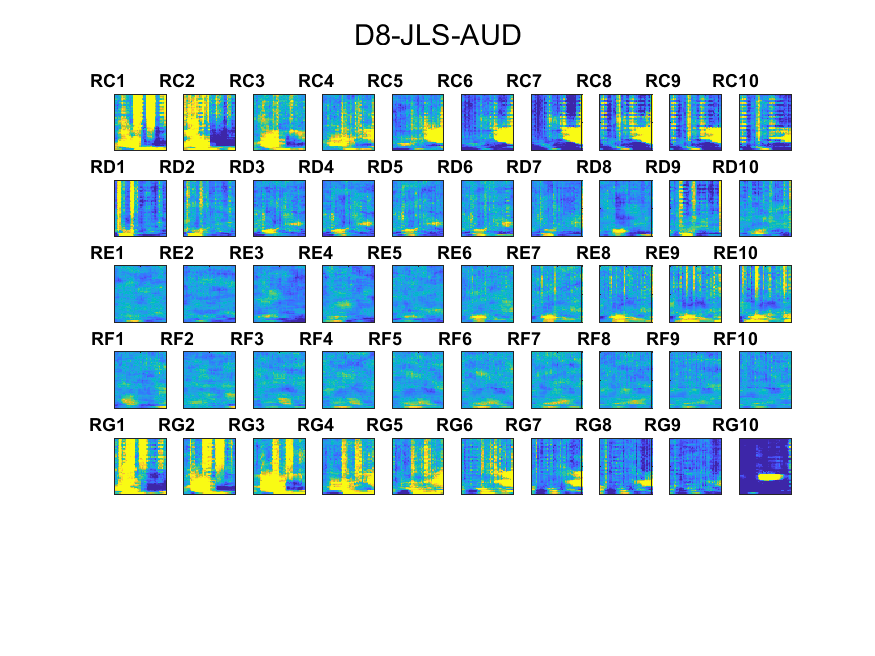 D8-JLS-AUD
RC1 RC2 RC3 RC4 RC5 RC6 RC7 RC8 RC9 RC10
RD1 RD2 RD3 RD4 RD5 RD6 RD7 RD8 RD9 RD10
RE1 RE2 RE3 RE4 RE5 RE6 RE7 RE8 RE9 RE10
RF1 RF2 RF3 RF4 RF5 RF6 RF7 RF8 RF9 RF10
RG1 RG2 RG3 RG4 RG5 RG6 RG7 RG8 RG9 RG10